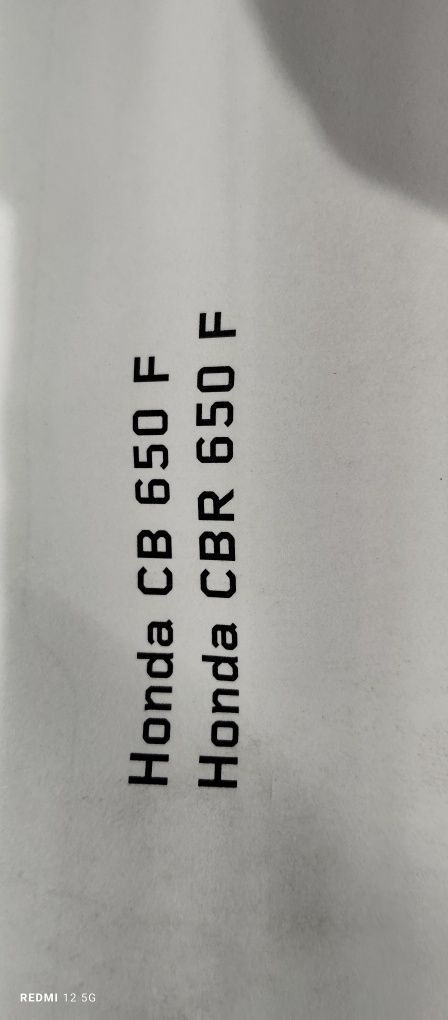 Honda CB 650 F
Honda CBR 650 F
REDMI 12 5G